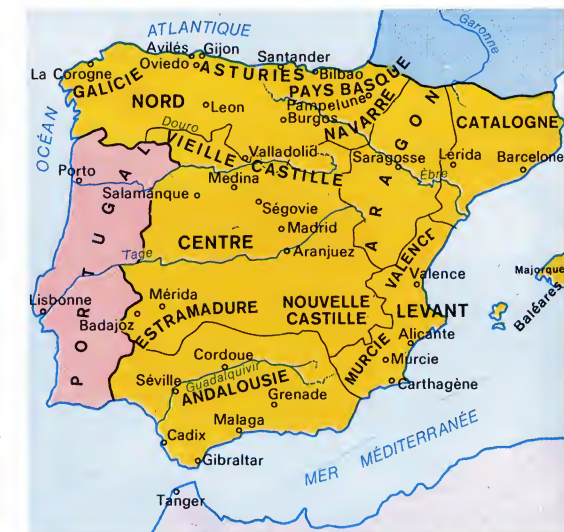 ATLANTIQUE
OCÉAN
Garonne
Avilés
Gijon
Santander
La Corogne
Oviedo
ASTURIES
Bilbao
GALICIE
PAYS BASQUE
Pampelune
NORD
Leon
Burgos
NAVARRE
ARAGON
CATALOGNE
Douro
VIEILLE CASTILLE
Valladolid
Saragosse
Lérida
Barcelone
Èbre
Porto
Medina
Salamanque
Ségovie
Madrid
CENTRE
Aranjuez
PORTUGAL
Tage
VALENCE
Valence
Majorque
Baléares
Lisbonne
Mérida
Badajoz
ESTRAMADURE
NOUVELLE
CASTILLE
LEVANT
Alicante
MURCIE
Murcie
Cordoue
Carthagène
Séville
Guadalquivir
ANDALOUSIE
Grenade
Malaga
Cadix
Gibraltar
MER MÉDITERRANÉE
Tanger